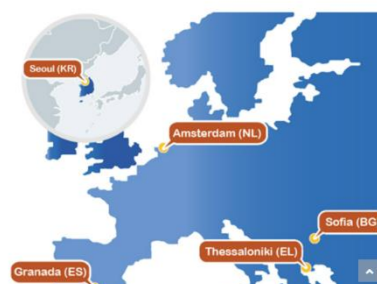 Seoul (KR)
Amsterdam (NL)
Sofia (BG
Thessaloniki (EL)
Granada (ES)